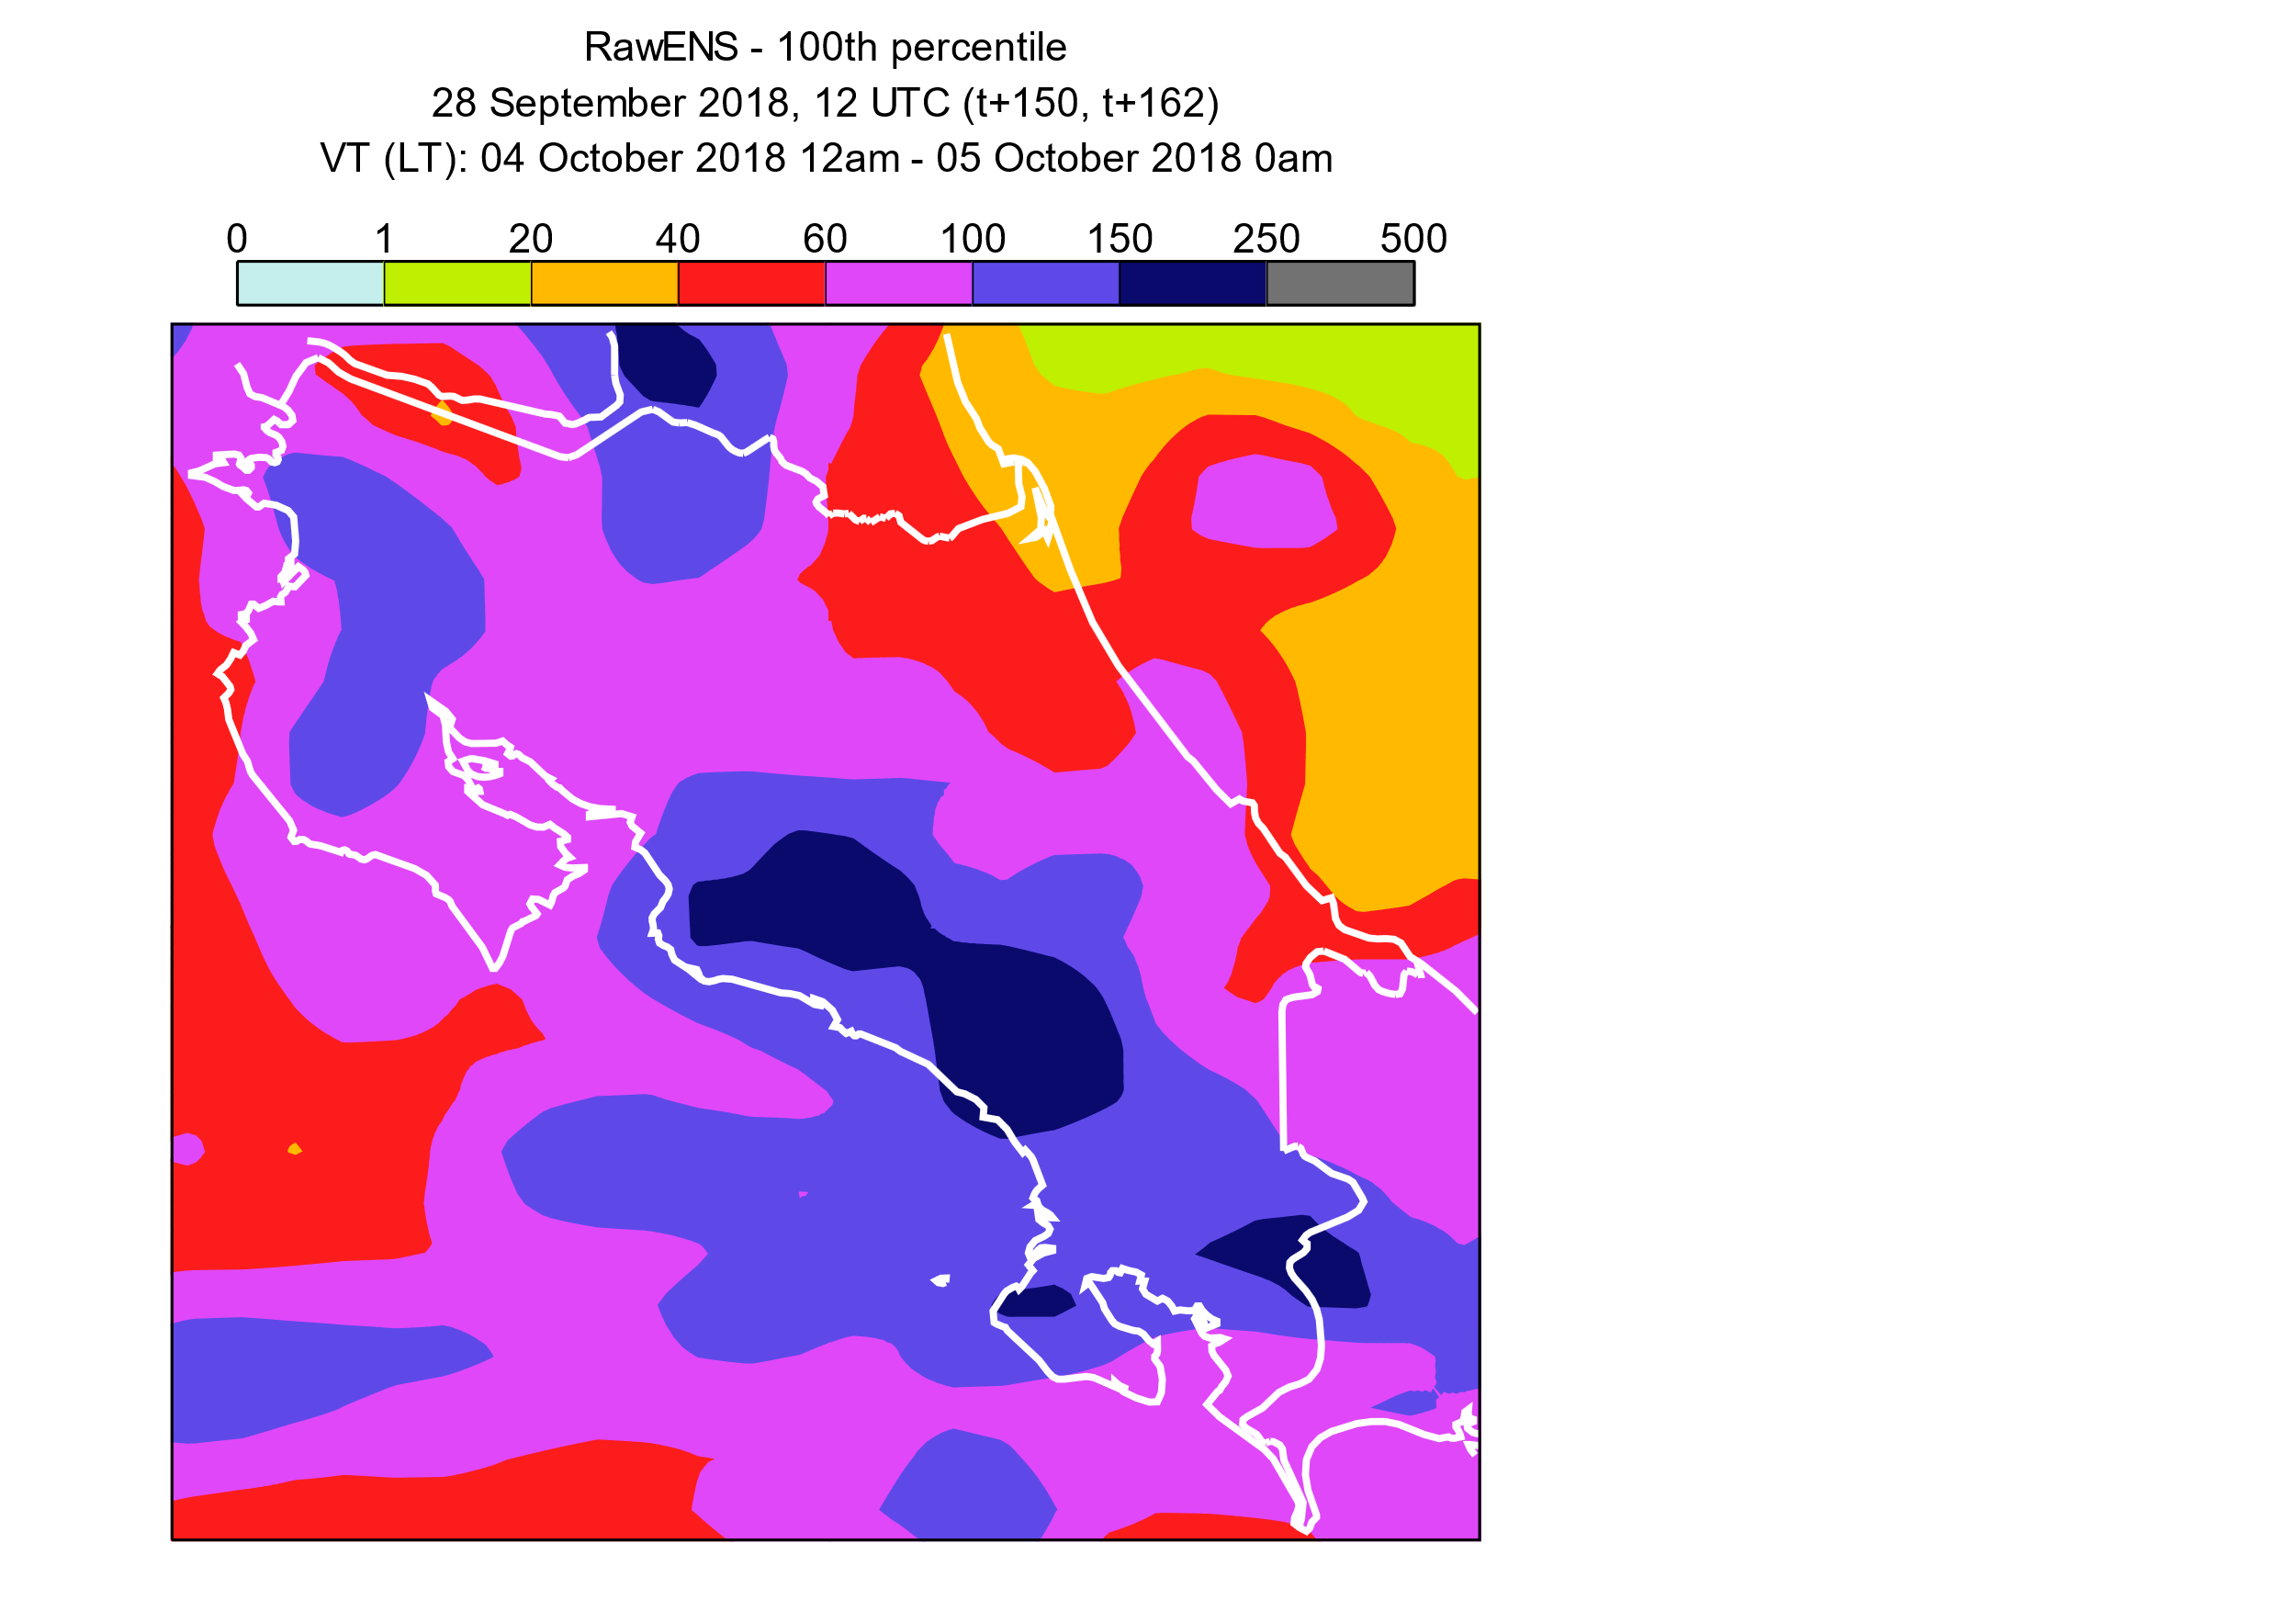 RawENS - 100th percentile
28 September 2018, 12 UTC (t+150, t+162)
VT (LT): 04 October 2018 12am - 05 October 2018 0am
0 1 20 40 60 100 150 250 500